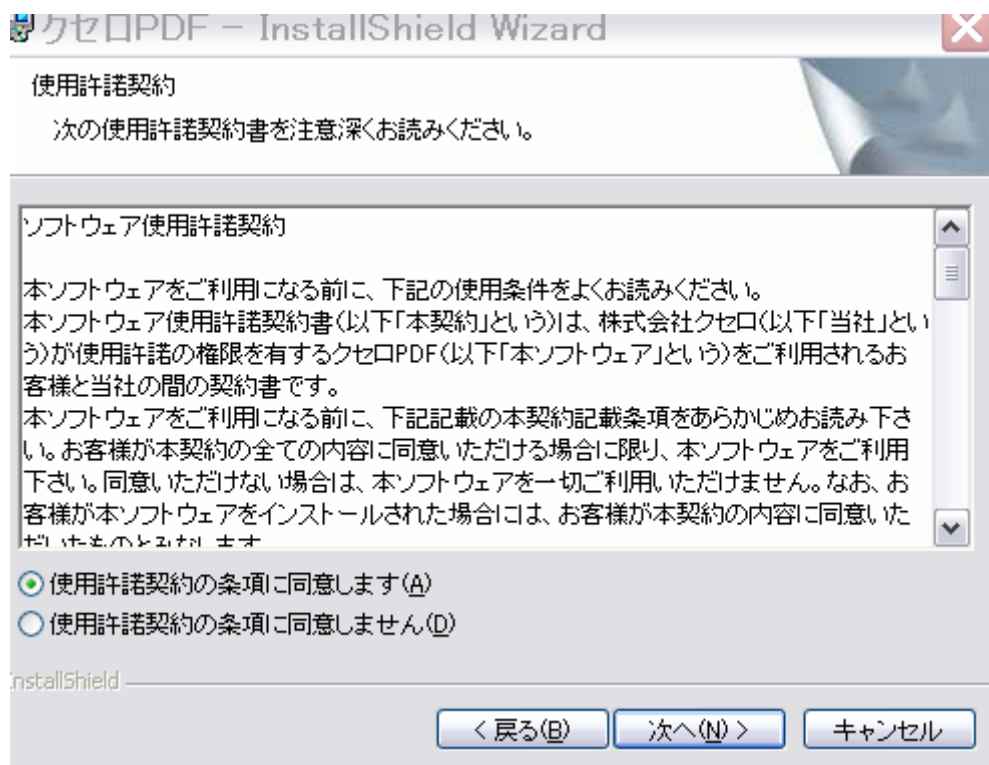 クセロPDF － InstallShield Wizard
使用許諾契約
次の使用許諾契約書を注意深くお読みください。
ソフトウェア使用許諾契約
本ソフトウェアをご利用になる前に、下記の使用条件をよくお読みください。
本ソフトウェア使用許諾契約書（以下「本契約」という）は、株式会社クセロ（以下「当社」とい
う）が使用許諾の権限を有するクセロPDF（以下「本ソフトウェア」という）をご利用されるお
客様と当社の間の契約書です。
本ソフトウェアをご利用になる前に、下記記載の本契約記載条項をあらかじめお読み下さ
い。お客様が本契約の全ての内容に同意いただける場合に限り、本ソフトウェアをご利用
下さい。同意いただけない場合は、本ソフトウェアを一切ご利用いただけません。なお、お
客様が本ソフトウェアをインストールされた場合には、お客様が本契約の内容に同意いた
だいたものとみなします
使用許諾契約の条項に同意します(A)
使用許諾契約の条項に同意しません(D)
InstallShield
< 戻る(B)
次へ(N) >
キャンセル